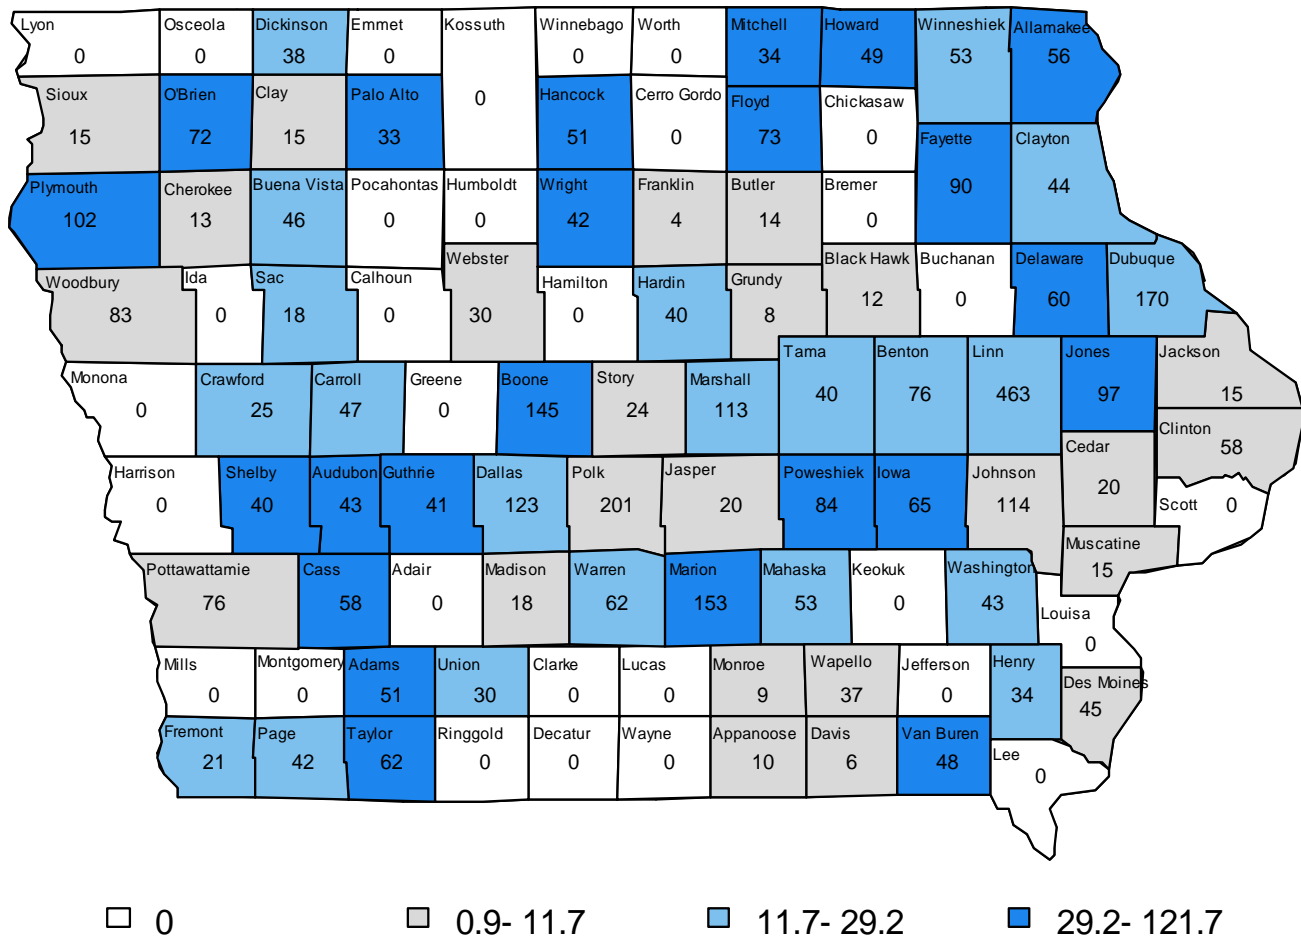 Lyon Osceola Dickinson Emmet Kossuth Winnebago Worth Mitchell Howard Winneshiek Allamakee
0 0 38 0 0 0 34 49 53 56
Sioux O'Brien Clay Palo Alto 0 Hancock Cerro Gordo Floyd Chickasaw
15 72 15 33 51 0 73 0
Fayette Clayton
90 44
Plymouth Cherokee Buena Vista Pocahontas Humboldt Wright Franklin Butler Bremer
102 13 46 0 0 42 4 14 0
Webster Black Hawk Buchanan Delaware Dubuque
Woodbury Ida Sac Calhoun Hamilton Hardin Grundy
83 0 18 0 30 0 40 8 12 0 60 170
Tama Benton Linn Jones Jackson
Monona Crawford Carroll Greene Boone Story Marshall
0 25 47 0 145 24 113 40 76 463 97 15
Clinton
58
Cedar
20
Harrison Shelby Audubon Guthrie Dallas Polk Jasper Poweshiek Iowa Johnson
0 40 43 41 123 201 20 84 65 114
Scott 0
Muscatine
15
Pottawattamie Cass Adair Madison Warren Marion Mahaska Keokuk Washington
76 58 0 18 62 153 53 0 43
Louisa
0
Mills Montgomery Adams Union Clarke Lucas Monroe Wapello Jefferson Henry
0 0 51 30 0 0 9 37 0 34
Des Moines
45
Fremont Page Taylor Ringgold Decatur Wayne Appanoose Davis Van Buren
21 42 62 0 0 0 10 6 48
Lee
0
0 0.9- 11.7 11.7- 29.2 29.2- 121.7